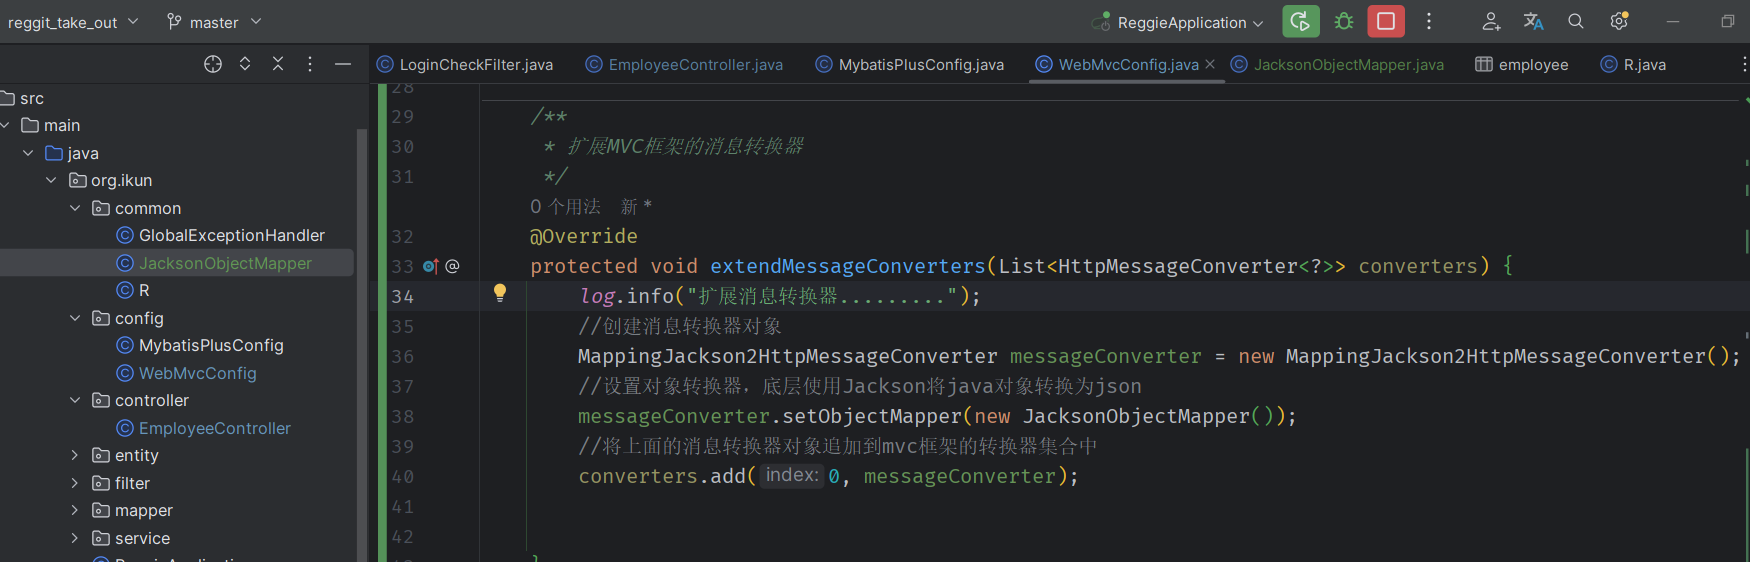 reggit_take_out master ReggieApplication
LoginCheckFilter.java EmployeeController.java MybatisPlusConfig.java WebMvcConfig.java JacksonObjectMapper.java employee R.java
src
main
java
org.ikun
common
GlobalExceptionHandler
JacksonObjectMapper
R
config
MybatisPlusConfig
WebMvcConfig
controller
EmployeeController
entity
filter
mapper
service
28
29 /**
30 * 扩展MVC框架的消息转换器
31 */
0 个用法 新 *
32 @Override
33 protected void extendMessageConverters(List<HttpMessageConverter<?>> converters) {
34 log.info("扩展消息转换器.........");
35 //创建消息转换器对象
36 MappingJackson2HttpMessageConverter messageConverter = new MappingJackson2HttpMessageConverter();
37 //设置对象转换器，底层使用Jackson将java对象转换为json
38 messageConverter.setObjectMapper(new JacksonObjectMapper());
39 //将上面的消息转换器对象追加到mvc框架的转换器集合中
40 converters.add( index: 0, messageConverter);
41
42